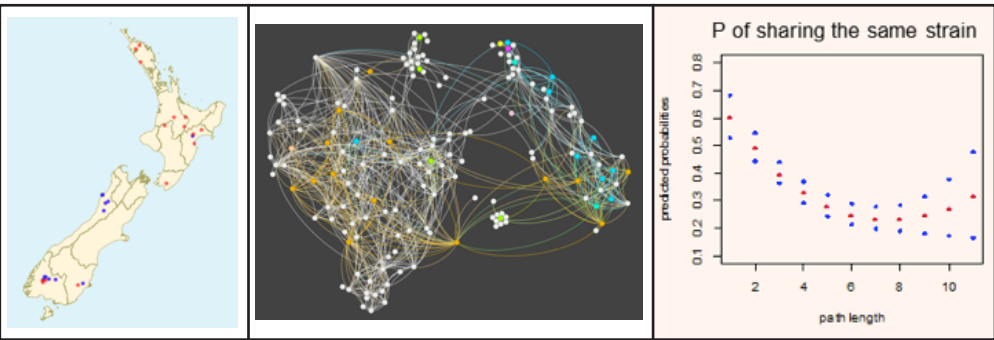 P of sharing the same strain
predicted probabilities
0.8
0.7
0.6
0.5
0.4
0.3
0.2
0.1
2 4 6 8 10
path length